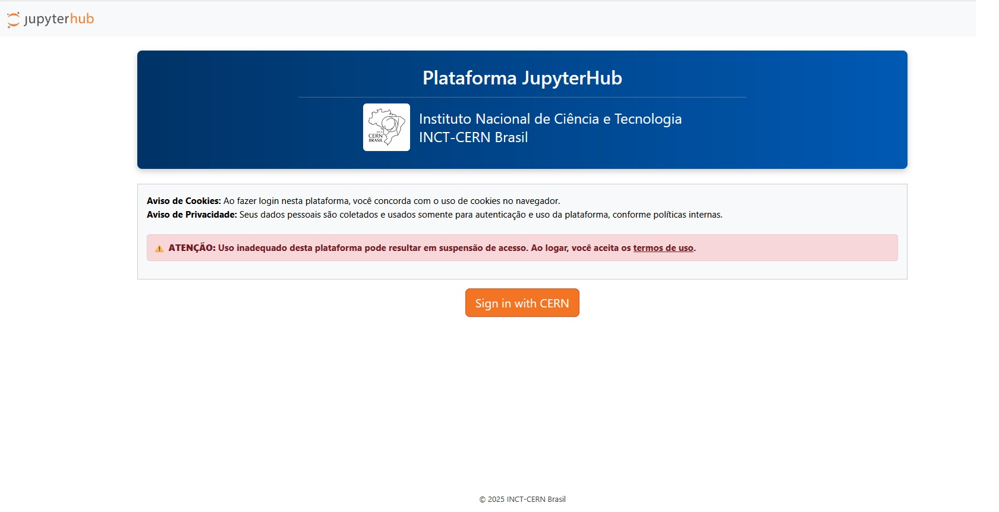 jupyterhub
Plataforma JupyterHub
INCT
CERN
BRASIL
Instituto Nacional de Ciência e Tecnologia
INCT-CERN Brasil
Aviso de Cookies: Ao fazer login nesta plataforma, você concorda com o uso de cookies no navegador.
Aviso de Privacidade: Seus dados pessoais são coletados e usados somente para autenticação e uso da plataforma, conforme políticas internas.
⚠️ ATENÇÃO: Uso inadequado desta plataforma pode resultar em suspensão de acesso. Ao logar, você aceita os termos de uso.
Sign in with CERN
© 2025 INCT-CERN Brasil